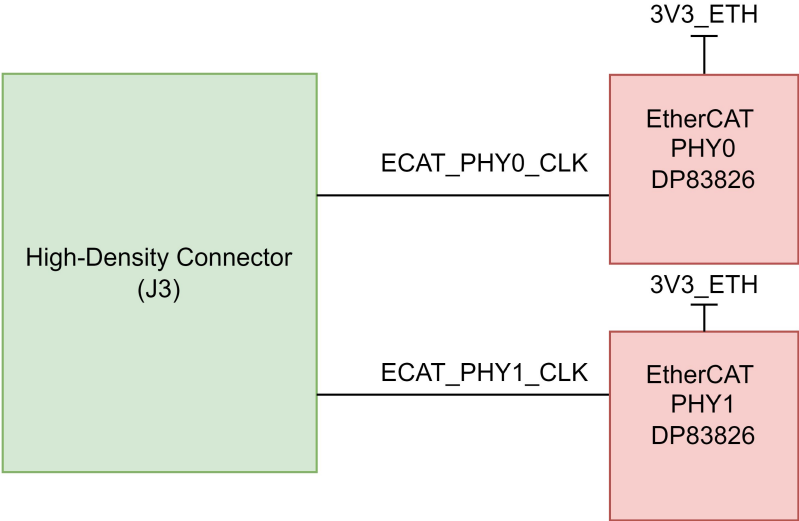 3V3_ETH
EtherCAT
PHY0
DP83826
ECAT_PHY0_CLK
High-Density Connector
(J3)
3V3_ETH
ECAT_PHY1_CLK
EtherCAT
PHY1
DP83826